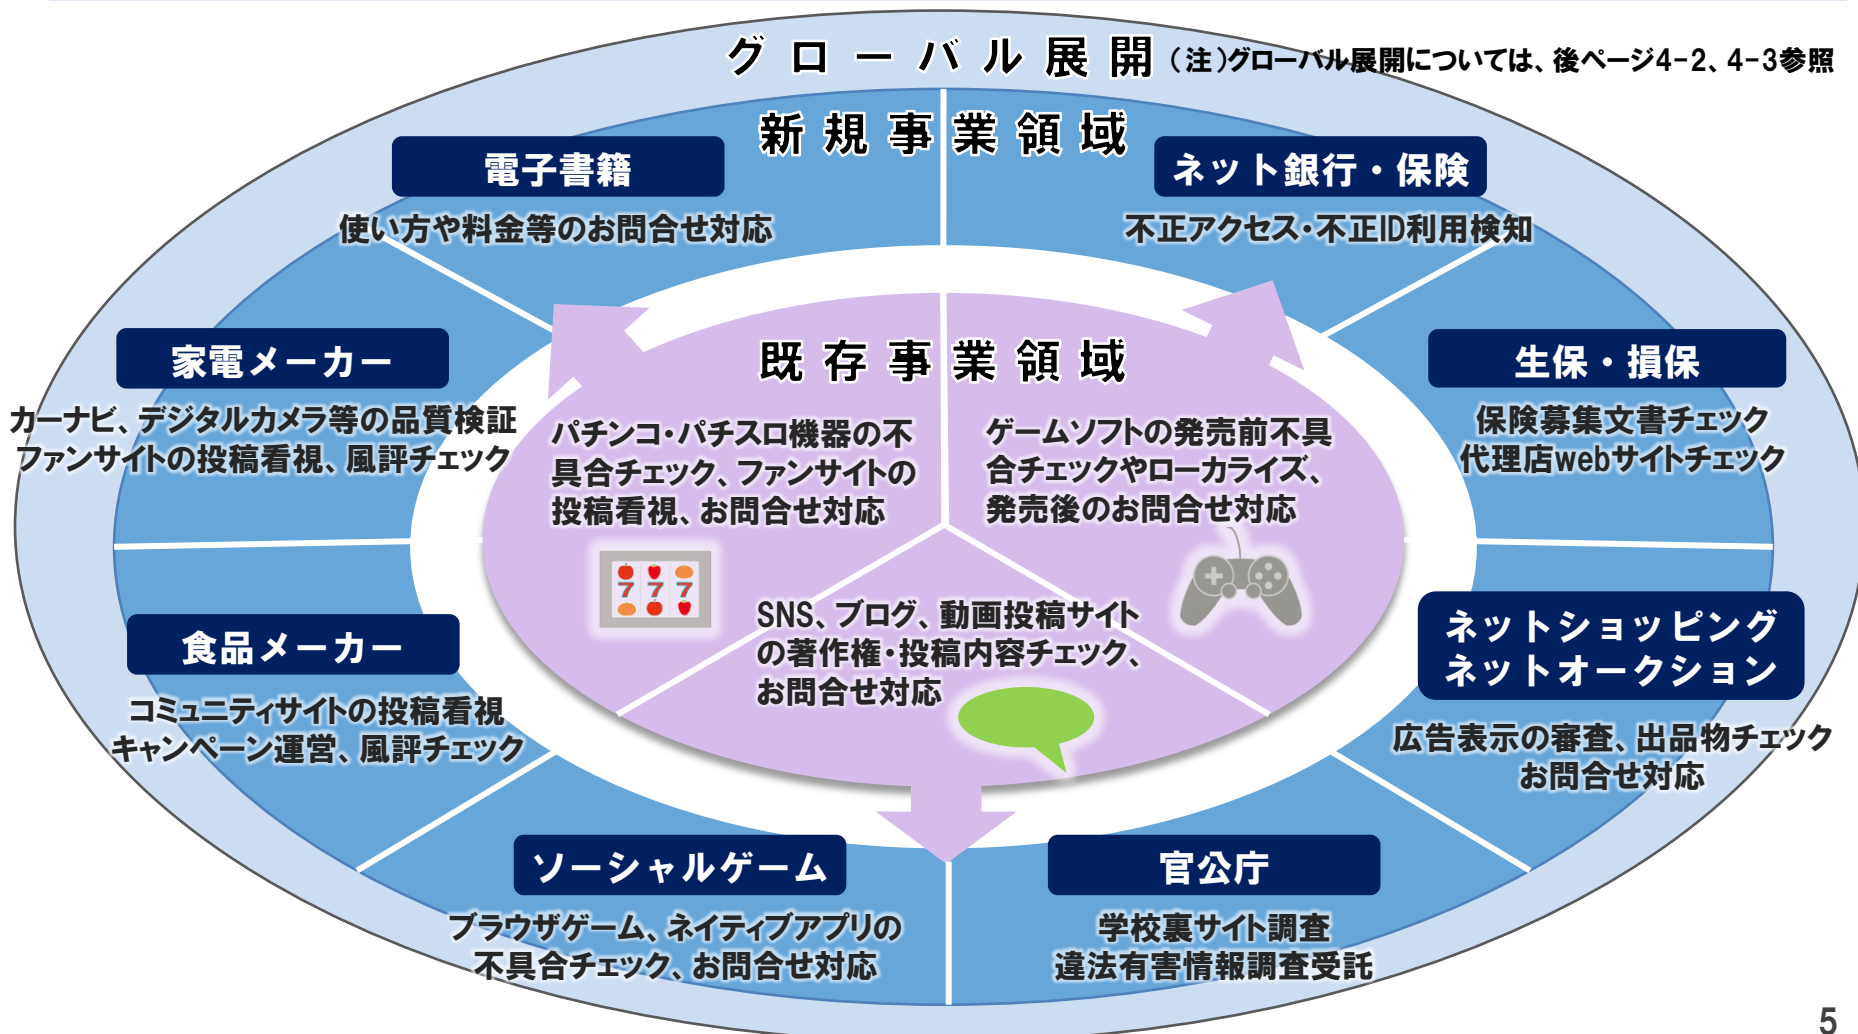 グローバル展開
(注)グローバル展開については、後ページ4-2、4-3参照
新規事業領域
電子書籍
使い方や料金等のお問合せ対応
ネット銀行・保険
不正アクセス・不正ID利用検知
家電メーカー
カーナビ、デジタルカメラ等の品質検証
ファンサイトの投稿看視、風評チェック
生保・損保
保険募集文書チェック
代理店webサイトチェック
既存事業領域
パチンコ・パチスロ機器の不
具合チェック、ファンサイトの
投稿看視、お問合せ対応
ゲームソフトの発売前不具
合チェックやローカライズ、
発売後のお問合せ対応
777
SNS、ブログ、動画投稿サイト
の著作権・投稿内容チェック、
お問合せ対応
食品メーカー
コミュニティサイトの投稿看視
キャンペーン運営、風評チェック
ネットショッピング
ネットオークション
広告表示の審査、出品物チェック
お問合せ対応
ソーシャルゲーム
ブラウザゲーム、ネイティブアプリの
不具合チェック、お問合せ対応
官公庁
学校裏サイト調査
違法有害情報調査受託
5